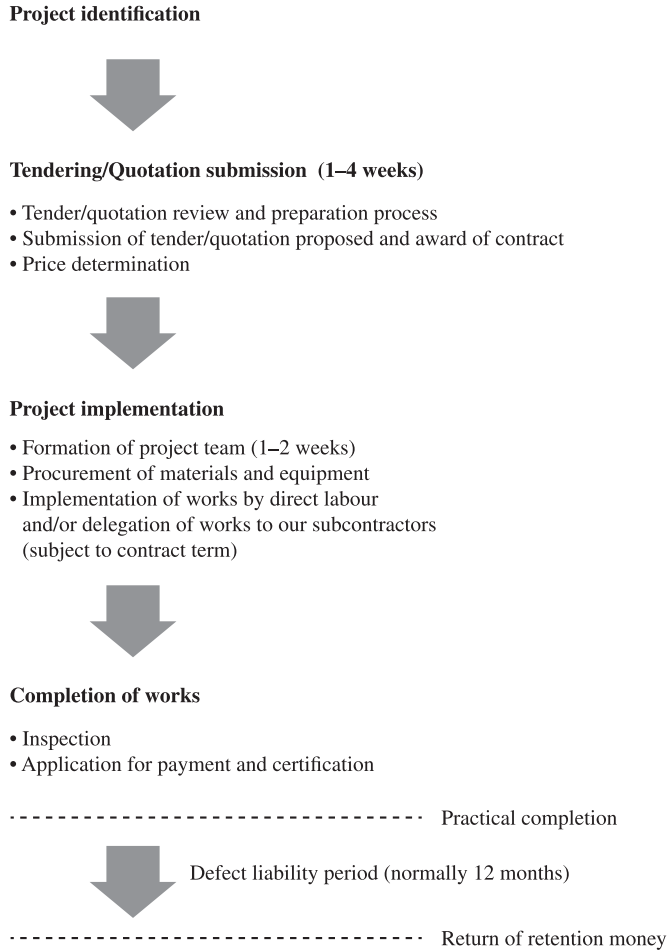 Project identification
Tendering/Quotation submission (1–4 weeks)
• Tender/quotation review and preparation process
• Submission of tender/quotation proposed and award of contract
• Price determination
Project implementation
• Formation of project team (1–2 weeks)
• Procurement of materials and equipment
• Implementation of works by direct labour
and/or delegation of works to our subcontractors
(subject to contract term)
Completion of works
• Inspection
• Application for payment and certification
Practical completion
Defect liability period (normally 12 months)
Return of retention money